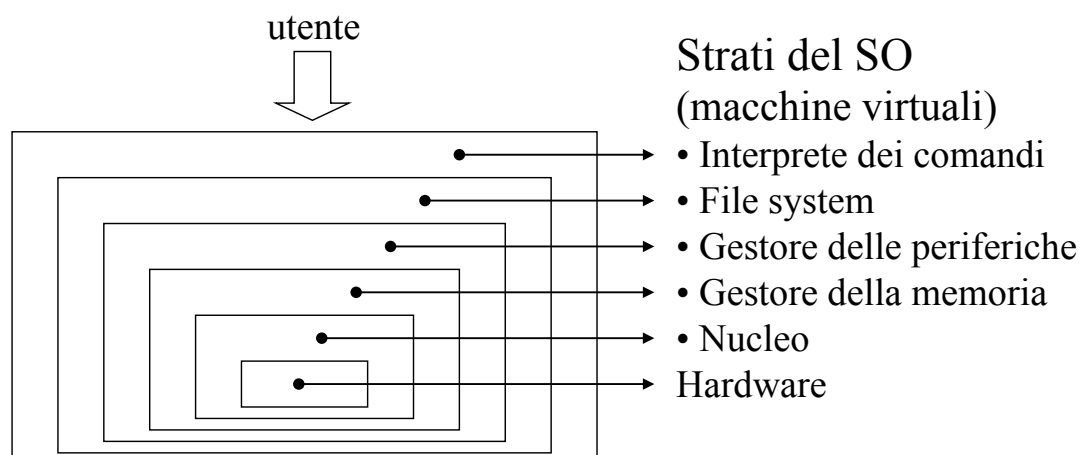 utente
Strati del SO
(macchine virtuali)
• Interprete dei comandi
• File system
• Gestore delle periferiche
• Gestore della memoria
• Nucleo
Hardware